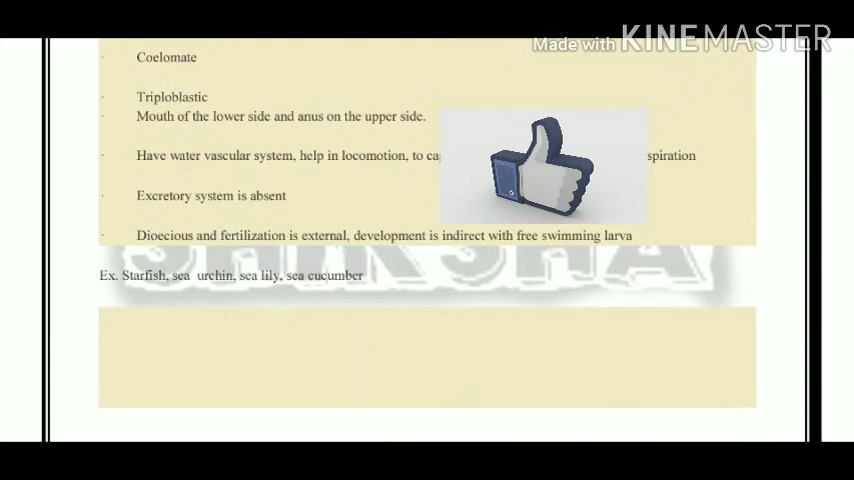 Made with KINEMASTER
Coelomate
Triploblastic
Mouth of the lower side and anus on the upper side.
Have water vascular system, help in locomotion, to ca spiration
Excretory system is absent
Dioecious and fertilization is external, development is indirect with free swimming larva
SHIKSHA
Ex. Starfish, sea urchin, sea lily, sea cucumber